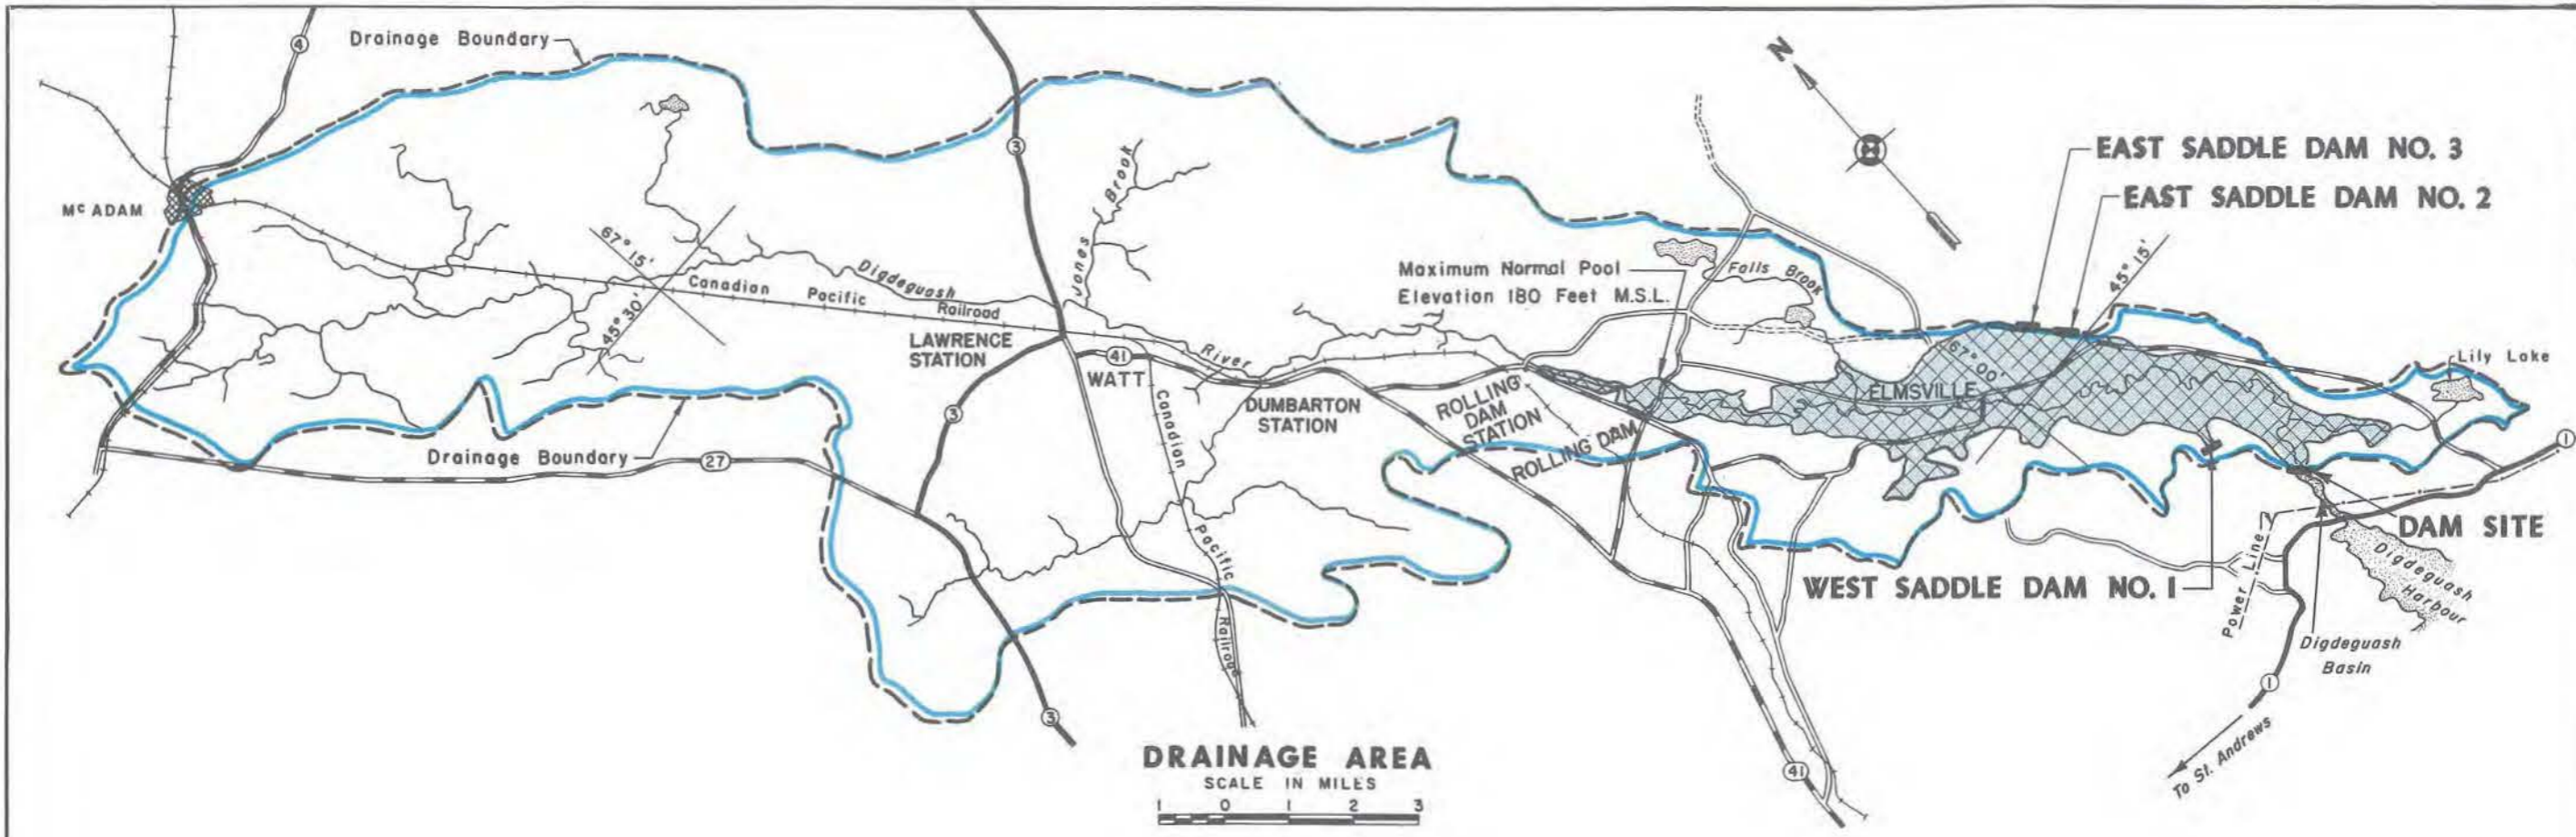 4
Drainage Boundary
N
EAST SADDLE DAM NO. 3
EAST SADDLE DAM NO. 2
3
Jones Brook
Mc ADAM
67° 15'
45° 30'
Canadian Pacific Railroad
Digdeguash River
Maximum Normal Pool
Elevation 180 Feet M.S.L.
Falls Brook
45° 15'
67° 00'
LAWRENCE
STATION
41
WATT
Lily Lake
ELMSVILLE
3
DUMBARTON
STATION
ROLLING
DAM
STATION
ROLLING DAM
Canadian Pacific Railroad
Drainage Boundary
27
1
DAM SITE
Digdeguash
Harbour
WEST SADDLE DAM NO. 1
Power Line
Digdeguash
Basin
1
3
41
To St. Andrews
DRAINAGE AREA
SCALE IN MILES
1 0 1 2 3